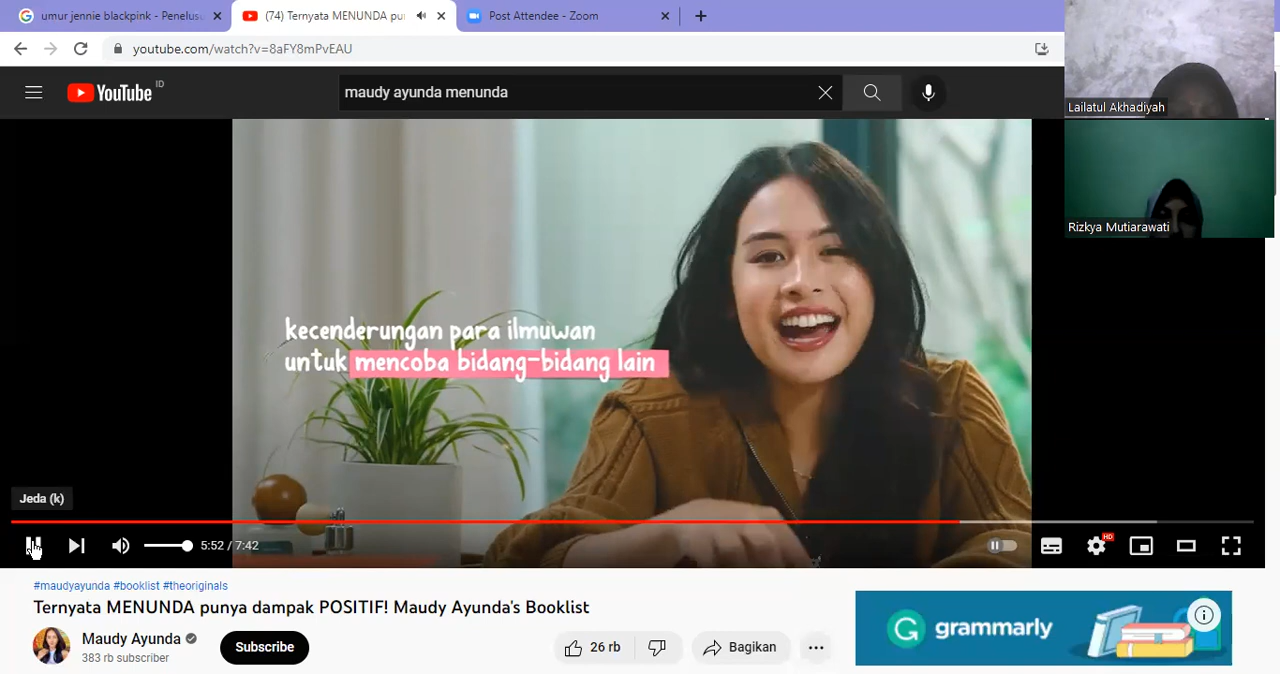 umur jennie blackpink - Penelusu
(74) Ternyata MENUNDA pu
Post Attendee - Zoom
youtube.com/watch?v=8aFY8mPvEAU
YouTube ID
maudy ayunda menunda
Lailatul Akhadiyah
Rizkya Mutiarawati
kecenderungan para ilmuwan
untuk mencoba bidang-bidang lain
Jeda (k)
5:52 / 7:42
HD
#maudyayunda #booklist #theoriginals
Ternyata MENUNDA punya dampak POSITIF! Maudy Ayunda's Booklist
Maudy Ayunda
383 rb subscriber
Subscribe
26 rb
Bagikan
grammarly